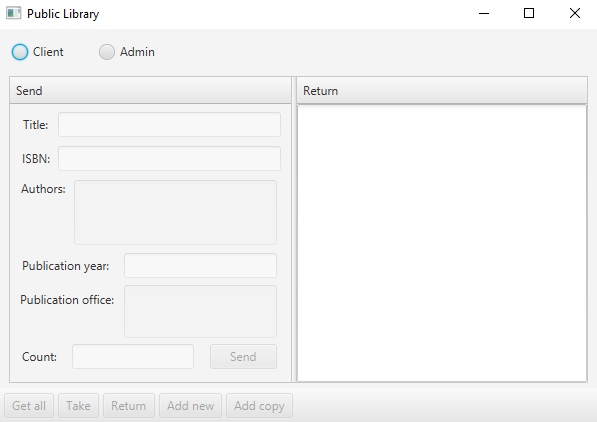 Public Library
Client Admin
Send Return
Title:
ISBN:
Authors:
Publication year:
Publication office:
Count: Send
Get all Take Return Add new Add copy